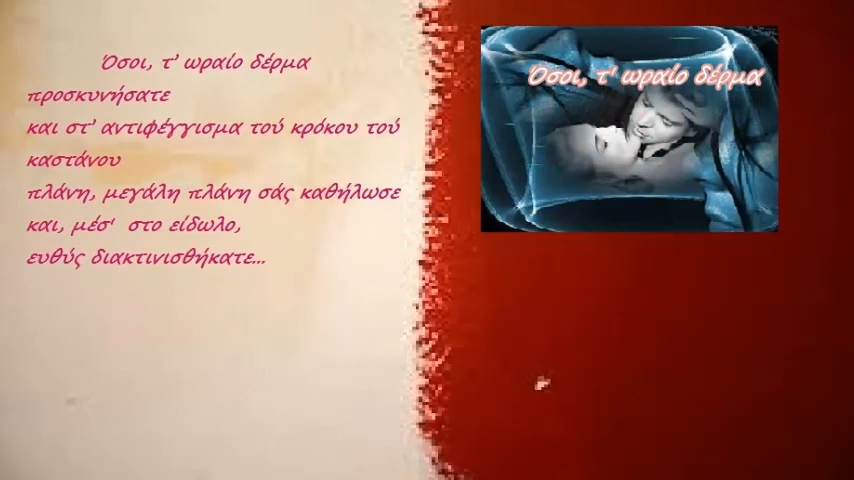 Όσοι, τ' ωραίο δέρμα
προσκυνήσατε
και στ' αντιφέγγισμα τού κρόκου τού
καστάνου
πλάνη, μεγάλη πλάνη σάς καθήλωσε
και, μέσ' στο είδωλο,
ευθύς διακτινισθήκατε...
Όσοι, τ' ωραίο δέρμα